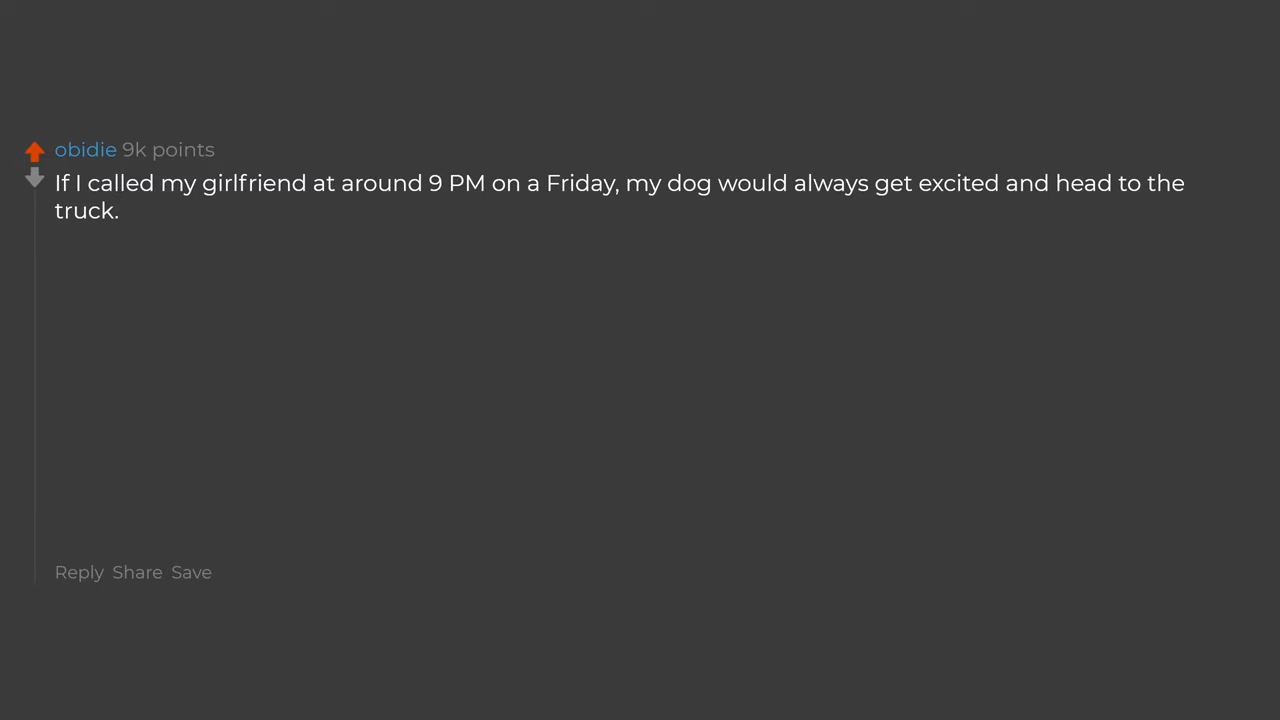 obidie 9k points
If I called my girlfriend at around 9 PM on a Friday, my dog would always get excited and head to the
truck.
Reply Share Save